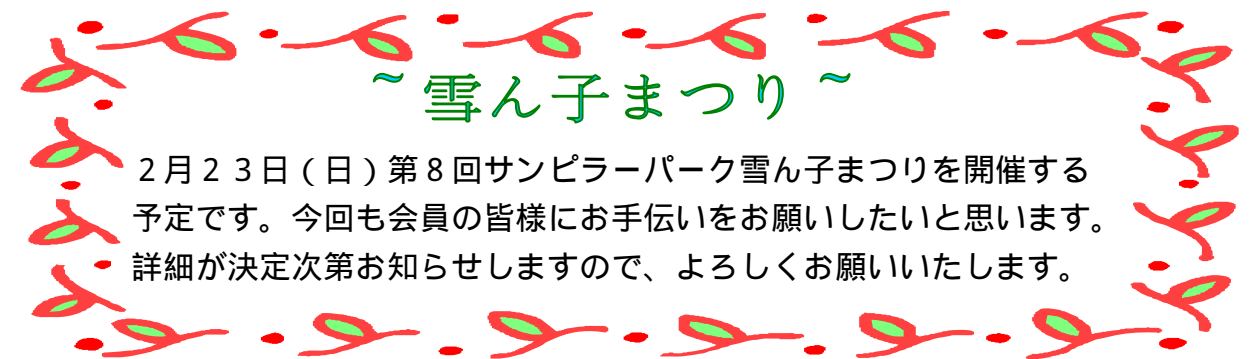 ~雪ん子まつり~
2月23日(日)第8回サンピラーパーク雪ん子まつりを開催する
予定です。今回も会員の皆様にお手伝いをお願いしたいと思います。
詳細が決定次第お知らせしますので、よろしくお願いいたします。